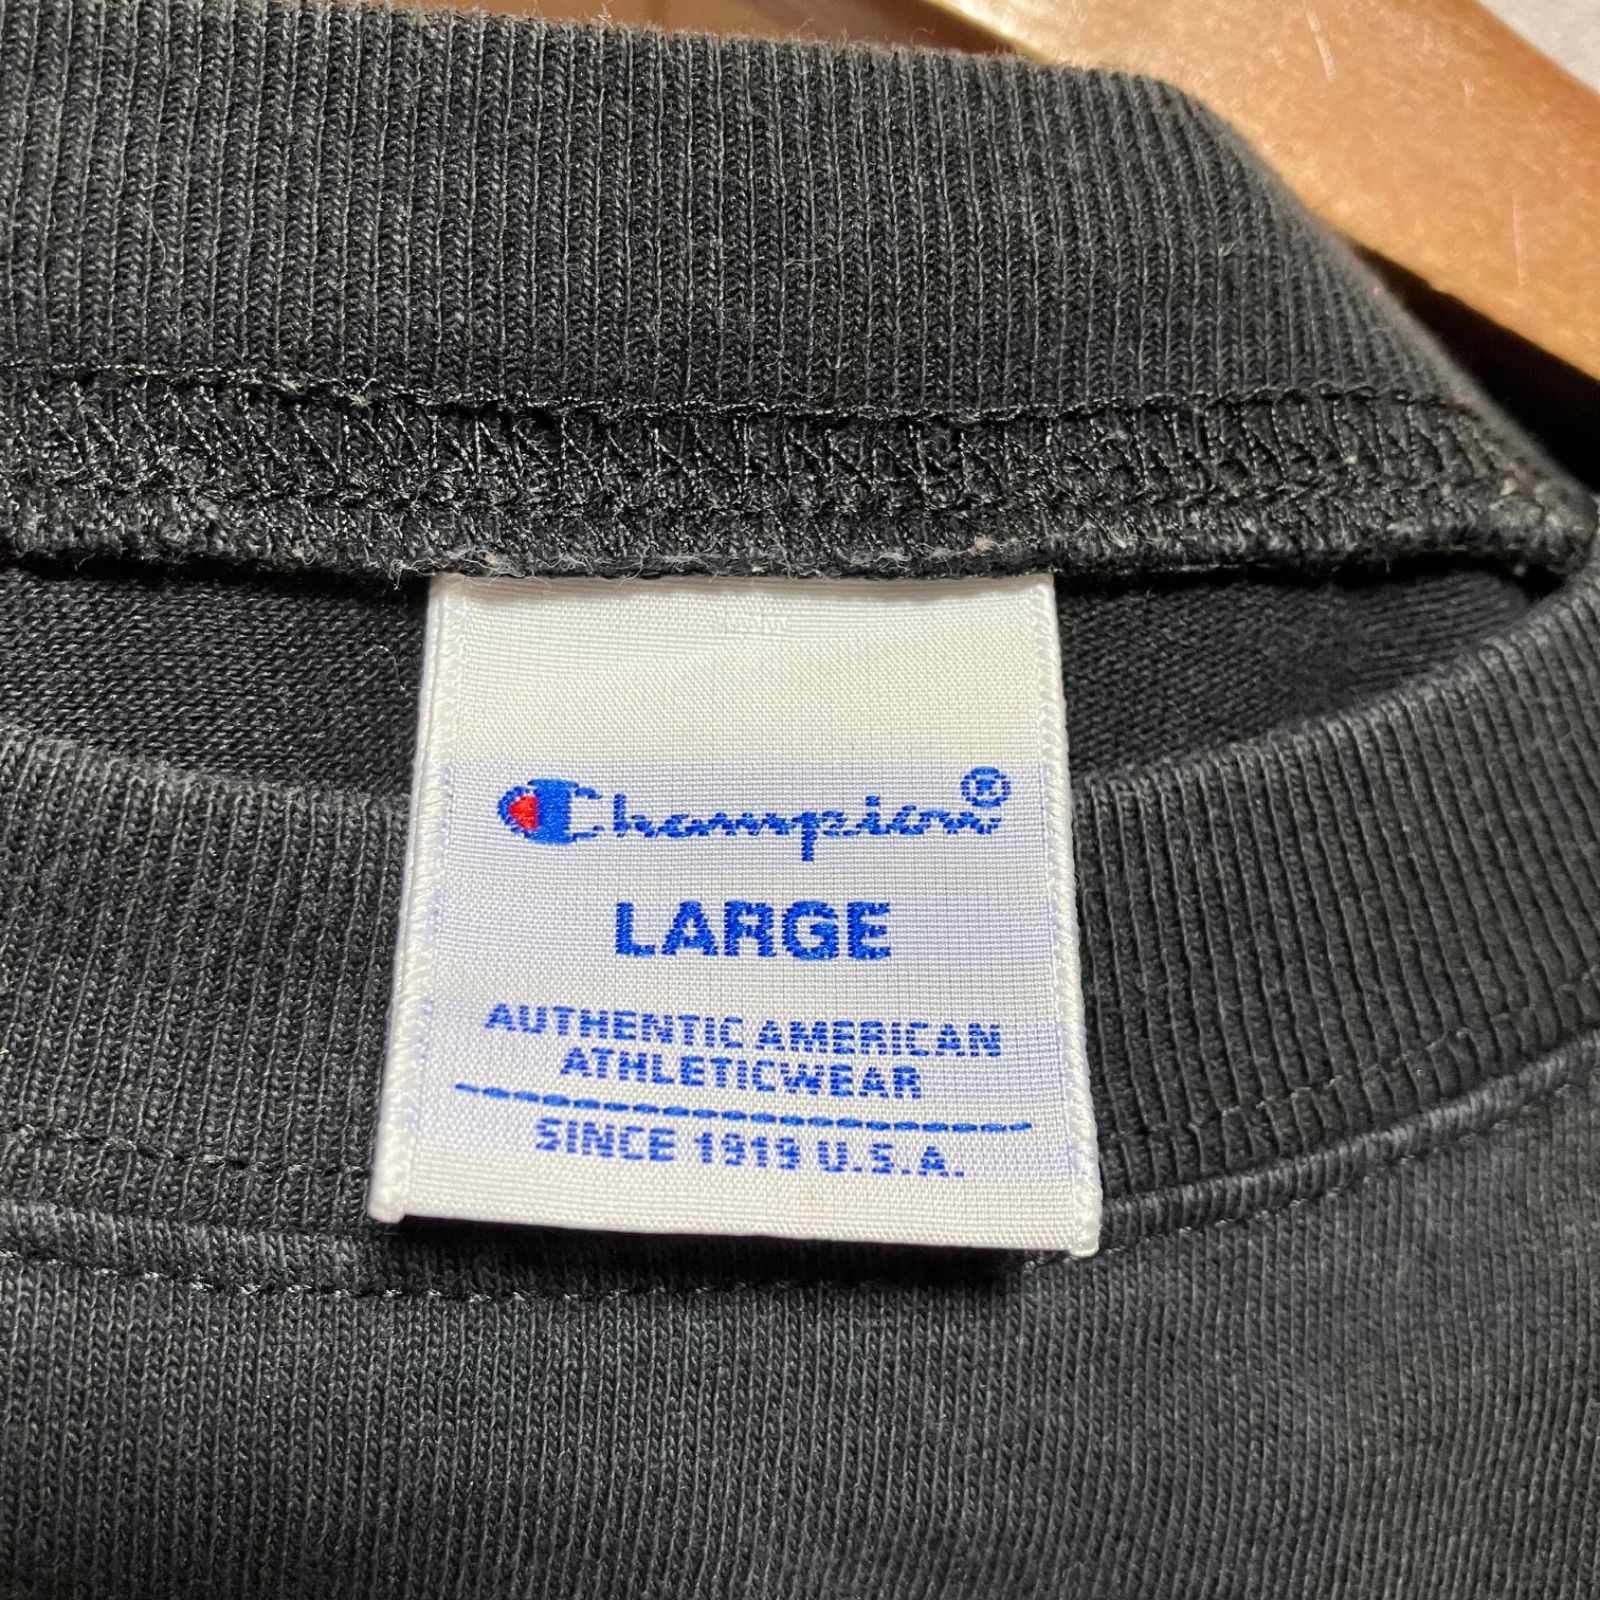 Champion®
LARGE
AUTHENTIC AMERICAN
ATHLETICWEAR
SINCE 1919 U.S.A.